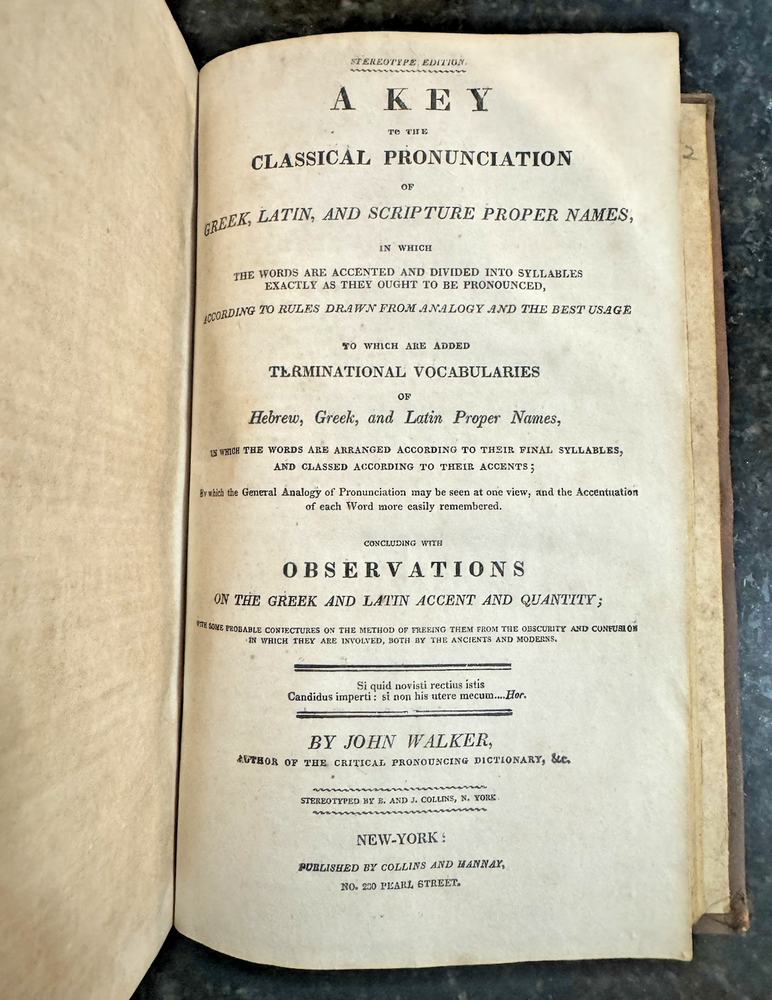 STEREOTYPE EDITION.
A KEY
TO THE
CLASSICAL PRONUNCIATION
OF
GREEK, LATIN, AND SCRIPTURE PROPER NAMES,
IN WHICH
THE WORDS ARE ACCENTED AND DIVIDED INTO SYLLABLES
EXACTLY AS THEY OUGHT TO BE PRONOUNCED,
ACCORDING TO RULES DRAWN FROM ANALOGY AND THE BEST USAGE
TO WHICH ARE ADDED
TERMINATIONAL VOCABULARIES
OF
Hebrew, Greek, and Latin Proper Names,
IN WHICH THE WORDS ARE ARRANGED ACCORDING TO THEIR FINAL SYLLABLES,
AND CLASSED ACCORDING TO THEIR ACCENTS;
By which the General Analogy of Pronunciation may be seen at one view, and the Accentuation
of each Word more easily remembered.
CONCLUDING WITH
OBSERVATIONS
ON THE GREEK AND LATIN ACCENT AND QUANTITY;
WITH SOME PROBABLE CONJECTURES ON THE METHOD OF FREEING THEM FROM THE OBSCURITY AND CONFUSION
IN WHICH THEY ARE INVOLVED, BOTH BY THE ANCIENTS AND MODERNS.
Si quid novisti rectius istis
Candidus imperti: si non his utere mecum....Hor.
BY JOHN WALKER,
AUTHOR OF THE CRITICAL PRONOUNCING DICTIONARY, &c.
STEREOTYPED BY B. AND J. COLLINS, N. YORK.
NEW-YORK:
PUBLISHED BY COLLINS AND HANNAY,
NO. 230 PEARL STREET.
2